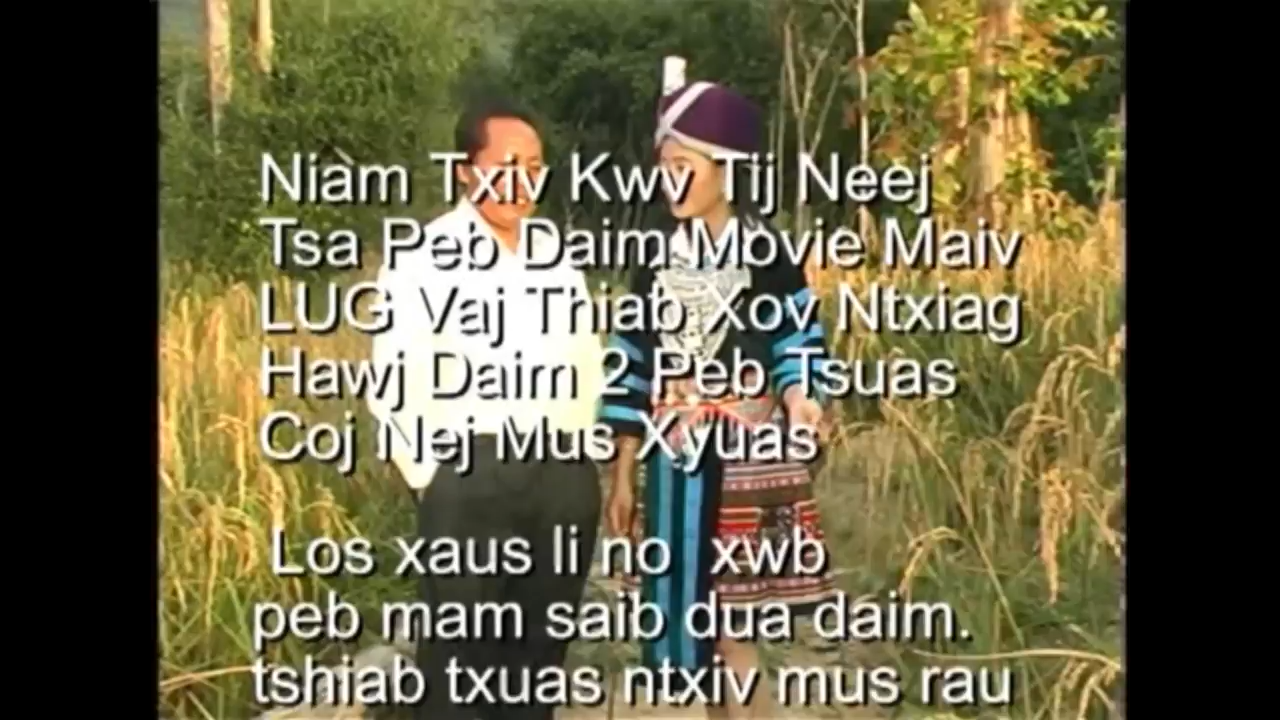 Niam Txiv Kwv Tij Neej
Tsa Peb Daim Movie Maiv
LUG Vaj Thiab Xov Ntxiag
Hawj Daim 2 Peb Tsuas
Coj Nej Mus Xyuas
Los xaus li no xwb
peb mam saib dua daim.
tshiab txuas ntxiv mus rau